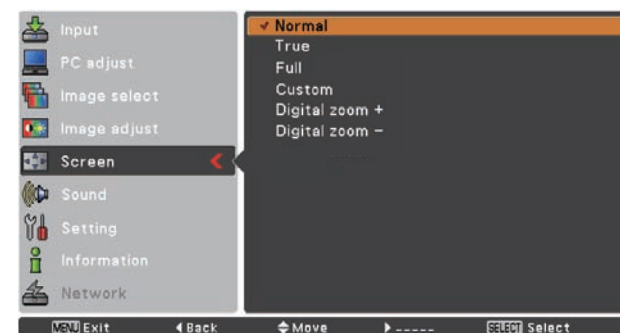 Input
PC adjust
Image select
Image adjust
Screen
Sound
Setting
Information
Network
Normal
True
Full
Custom
Digital zoom +
Digital zoom –
MENU Exit ◀Back Move ▶----- SELECT Select